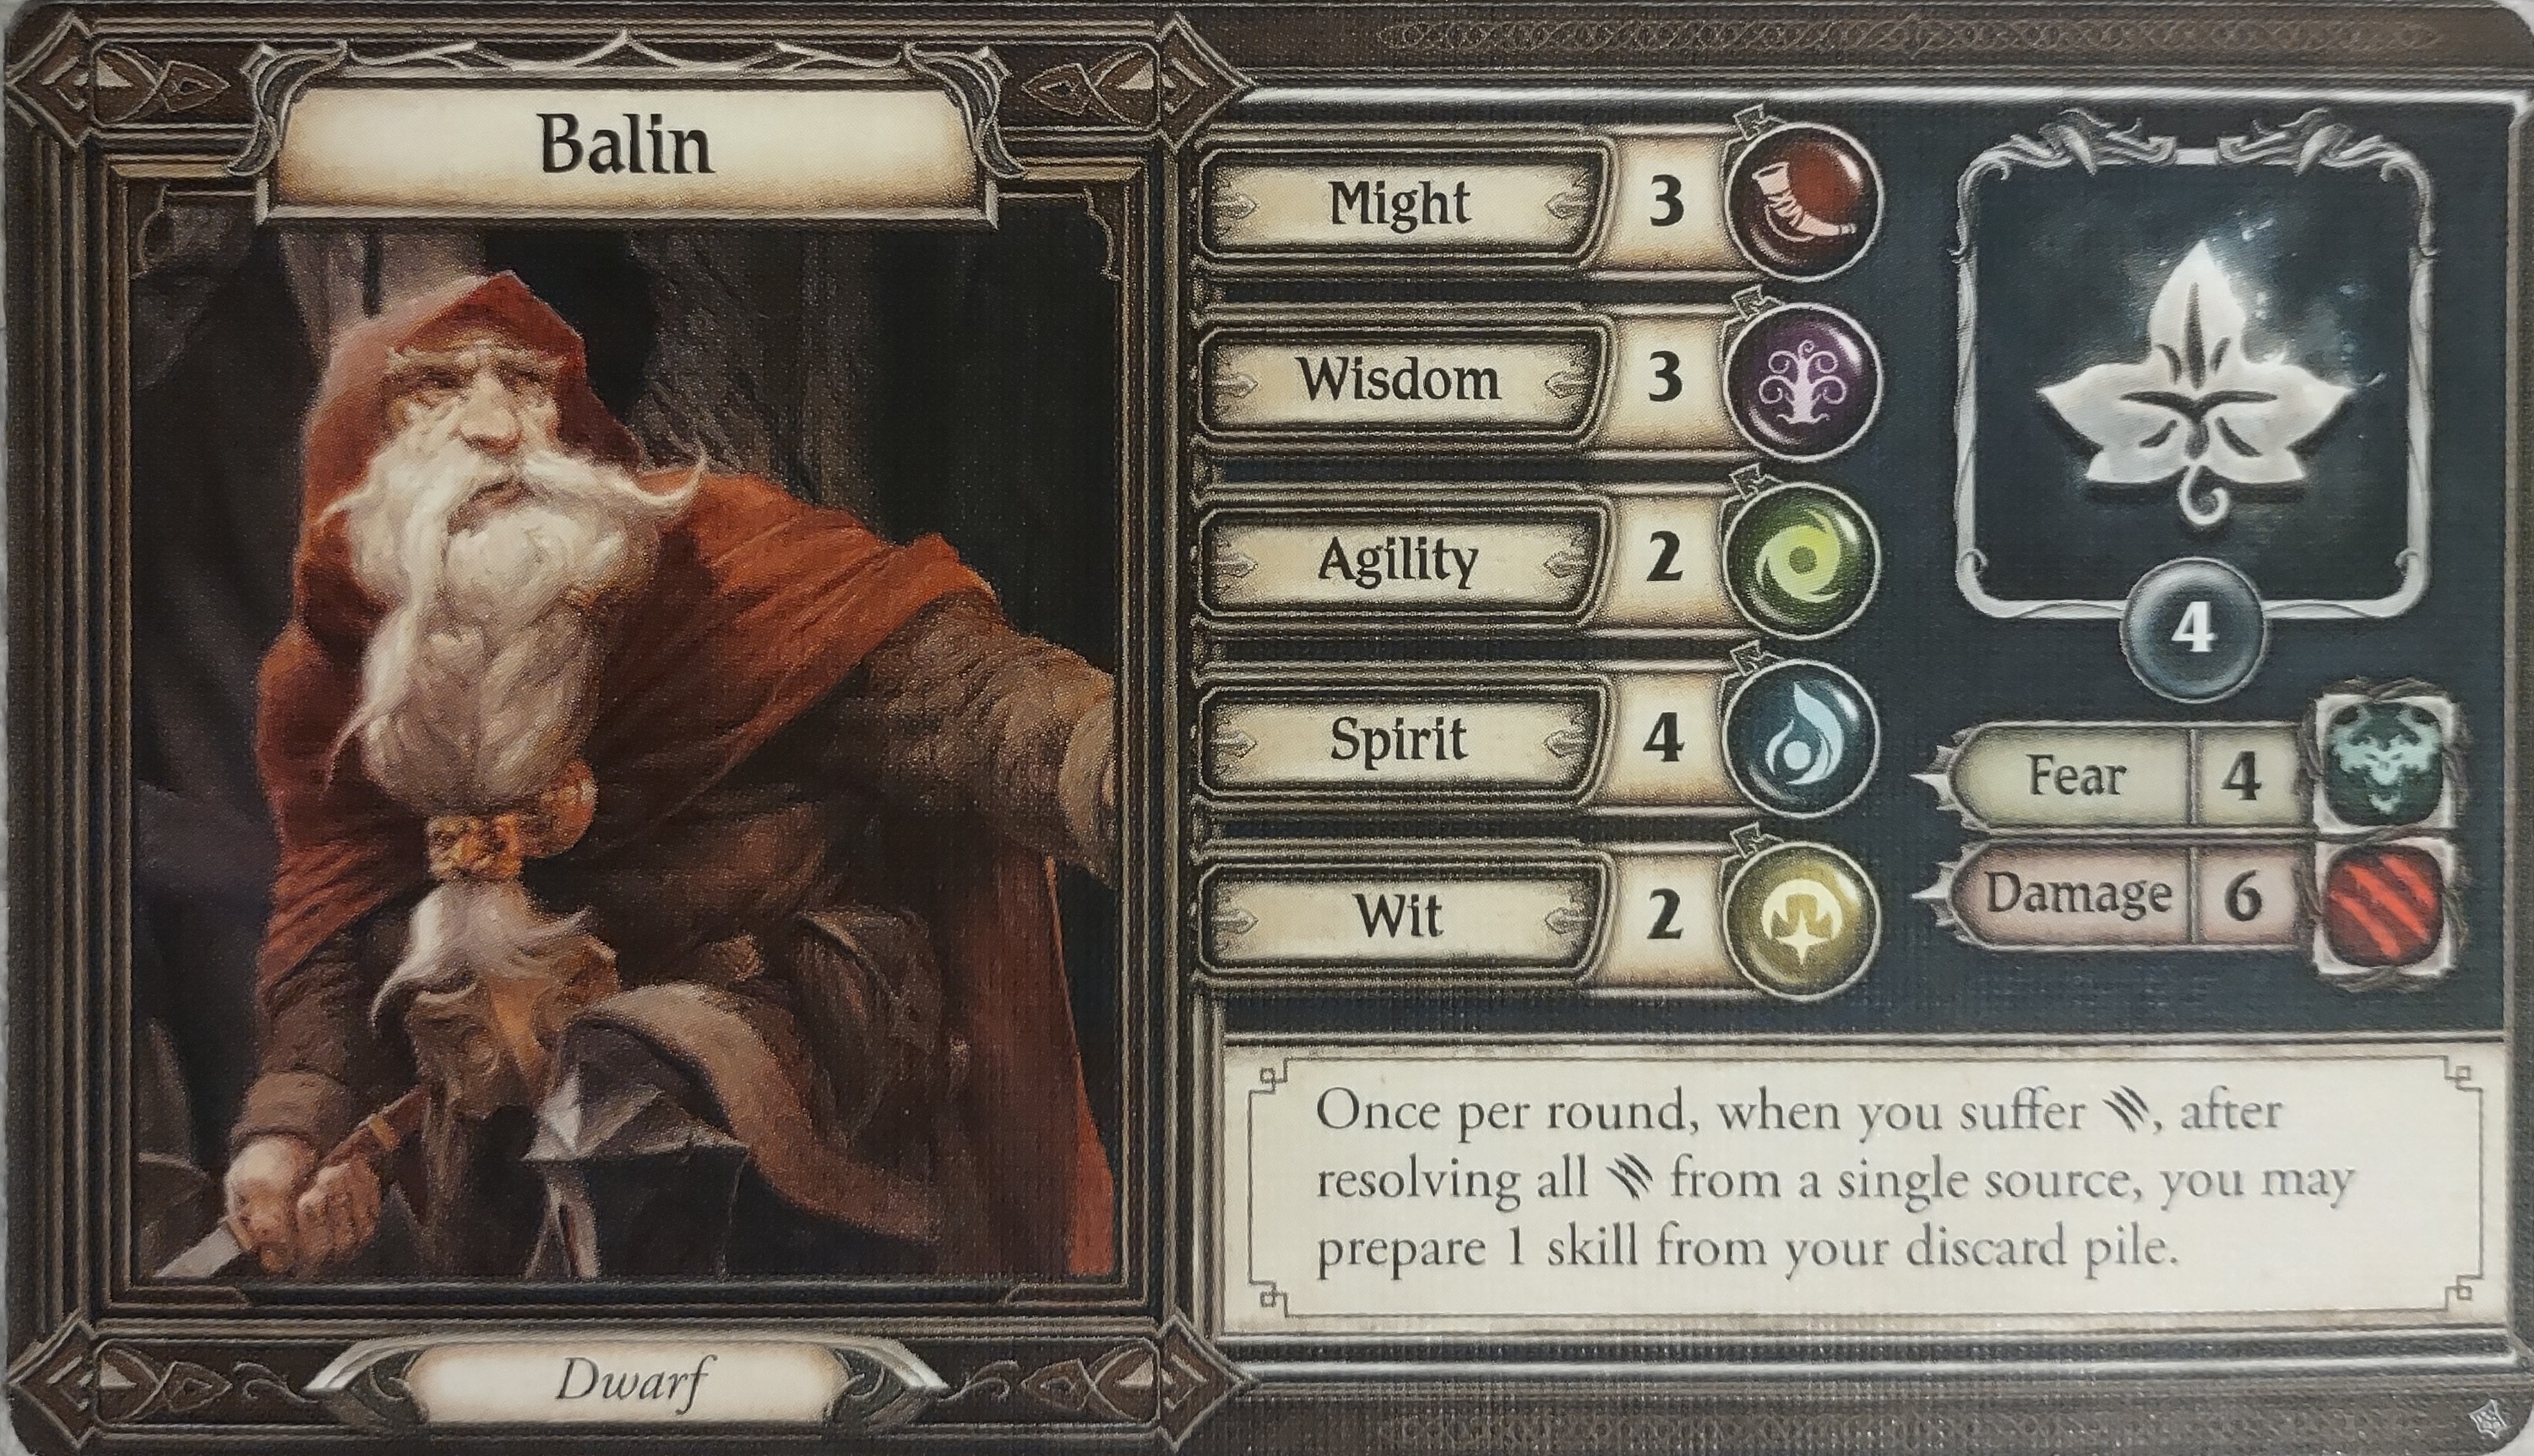 Balin
Might 3
Wisdom 3
Agility 2
Spirit 4
Wit 2
4
Fear 4
Damage 6
Once per round, when you suffer , after
resolving all from a single source, you may
prepare 1 skill from your discard pile.
Dwarf